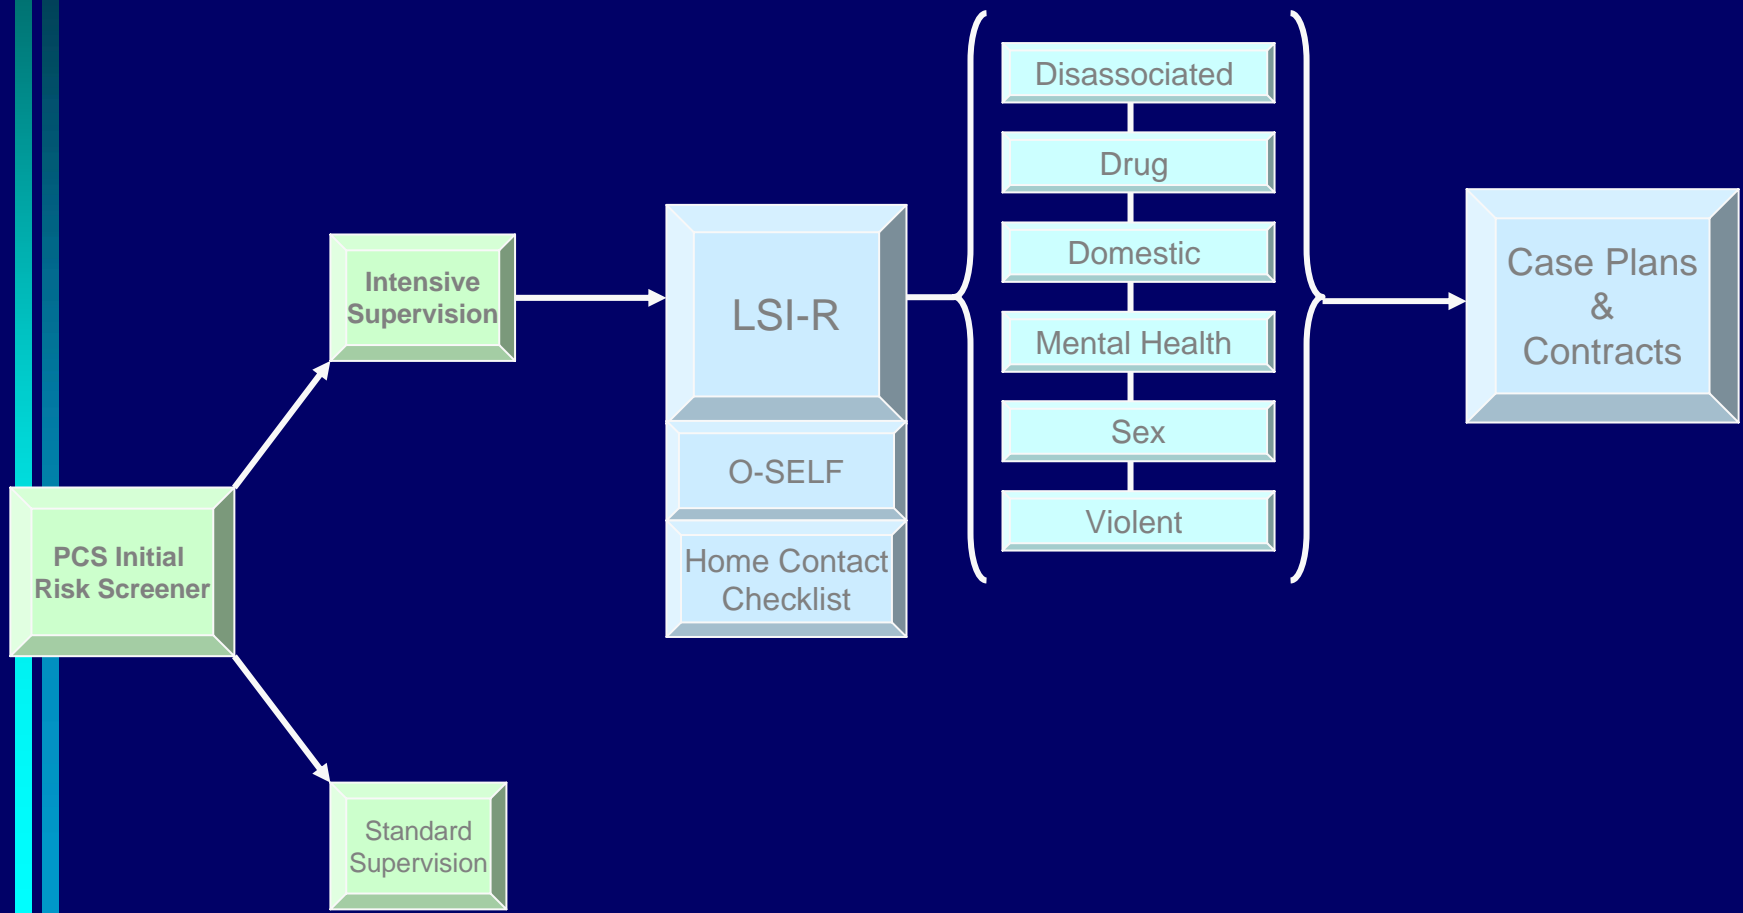 PCS Initial
Risk Screener
Intensive
Supervision
Standard
Supervision
LSI-R
O-SELF
Home Contact
Checklist
Disassociated
Drug
Domestic
Mental Health
Sex
Violent
Case Plans
&
Contracts